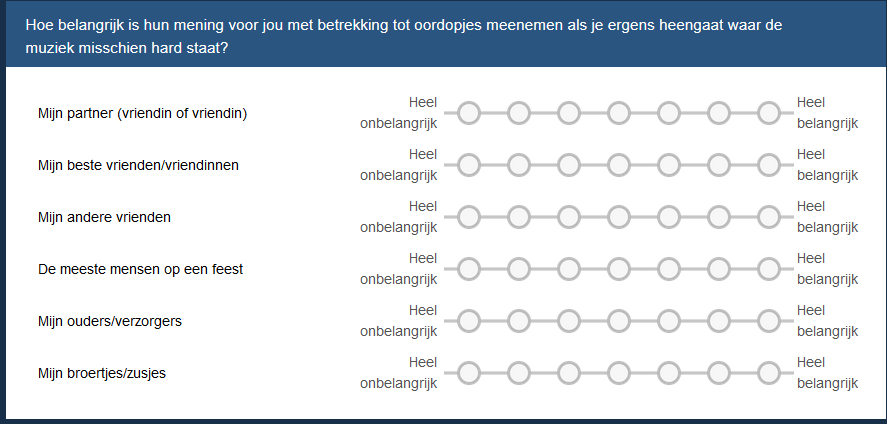 Hoe belangrijk is hun mening voor jou met betrekking tot oordopjes meenemen als je ergens heengaat waar de
muziek misschien hard staat?
Mijn partner (vriendin of vriendin)
Heel
onbelangrijk
Heel
belangrijk
Mijn beste vrienden/vriendinnen
Heel
onbelangrijk
Heel
belangrijk
Mijn andere vrienden
Heel
onbelangrijk
Heel
belangrijk
De meeste mensen op een feest
Heel
onbelangrijk
Heel
belangrijk
Mijn ouders/verzorgers
Heel
onbelangrijk
Heel
belangrijk
Mijn broertjes/zusjes
Heel
onbelangrijk
Heel
belangrijk